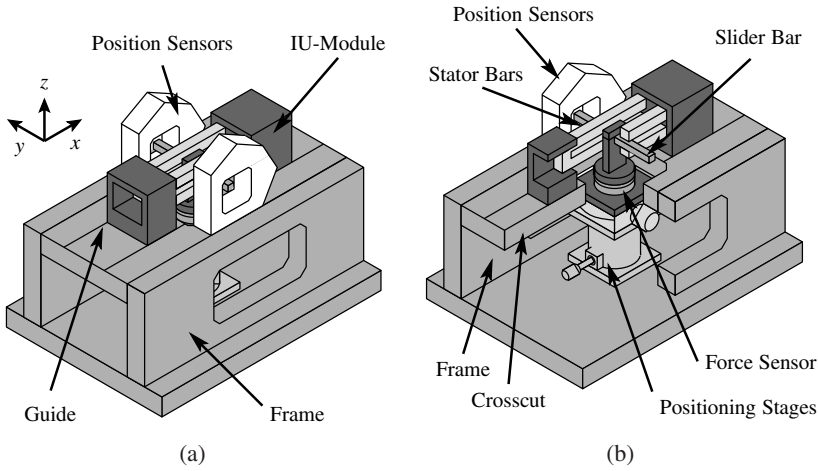 Position Sensors
IU-Module
z
y
x
Guide
Frame
(a)
Position Sensors
Slider Bar
Stator Bars
Frame
Crosscut
Force Sensor
Positioning Stages
(b)